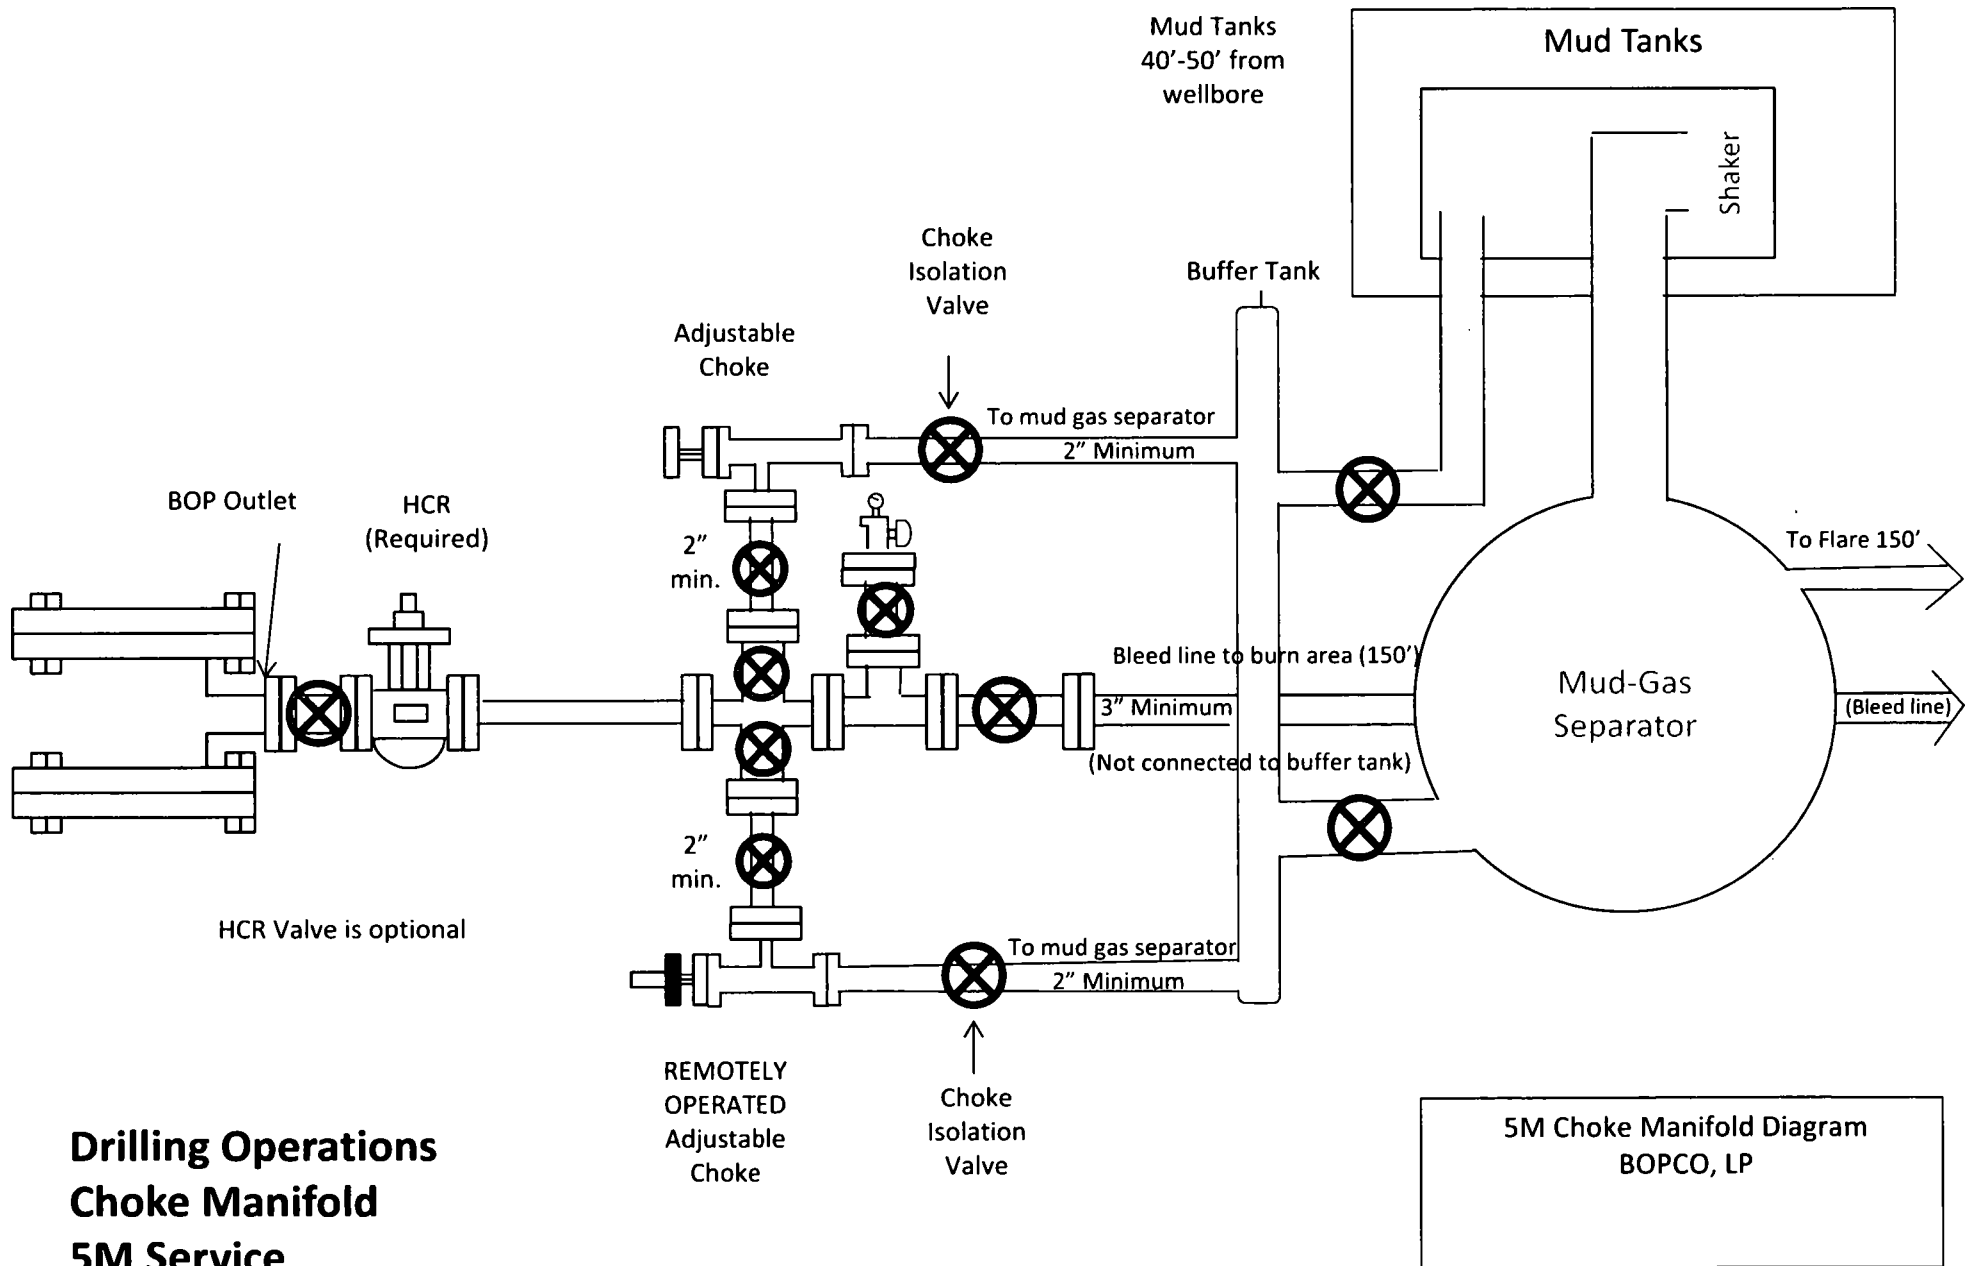 Mud Tanks
40'-50' from
wellbore
Mud Tanks
Shaker
Choke
Isolation
Valve
Buffer Tank
Adjustable
Choke
To mud gas separator
2" Minimum
BOP Outlet
HCR
(Required)
2"
min.
To Flare 150'
Bleed line to burn area (150')
3" Minimum
(Not connected to buffer tank)
Mud-Gas
Separator
(Bleed line)
2"
min.
HCR Valve is optional
To mud gas separator
2" Minimum
REMOTELY
OPERATED
Adjustable
Choke
Choke
Isolation
Valve
Drilling Operations
Choke Manifold
5M Service
5M Choke Manifold Diagram
BOPCO, LP